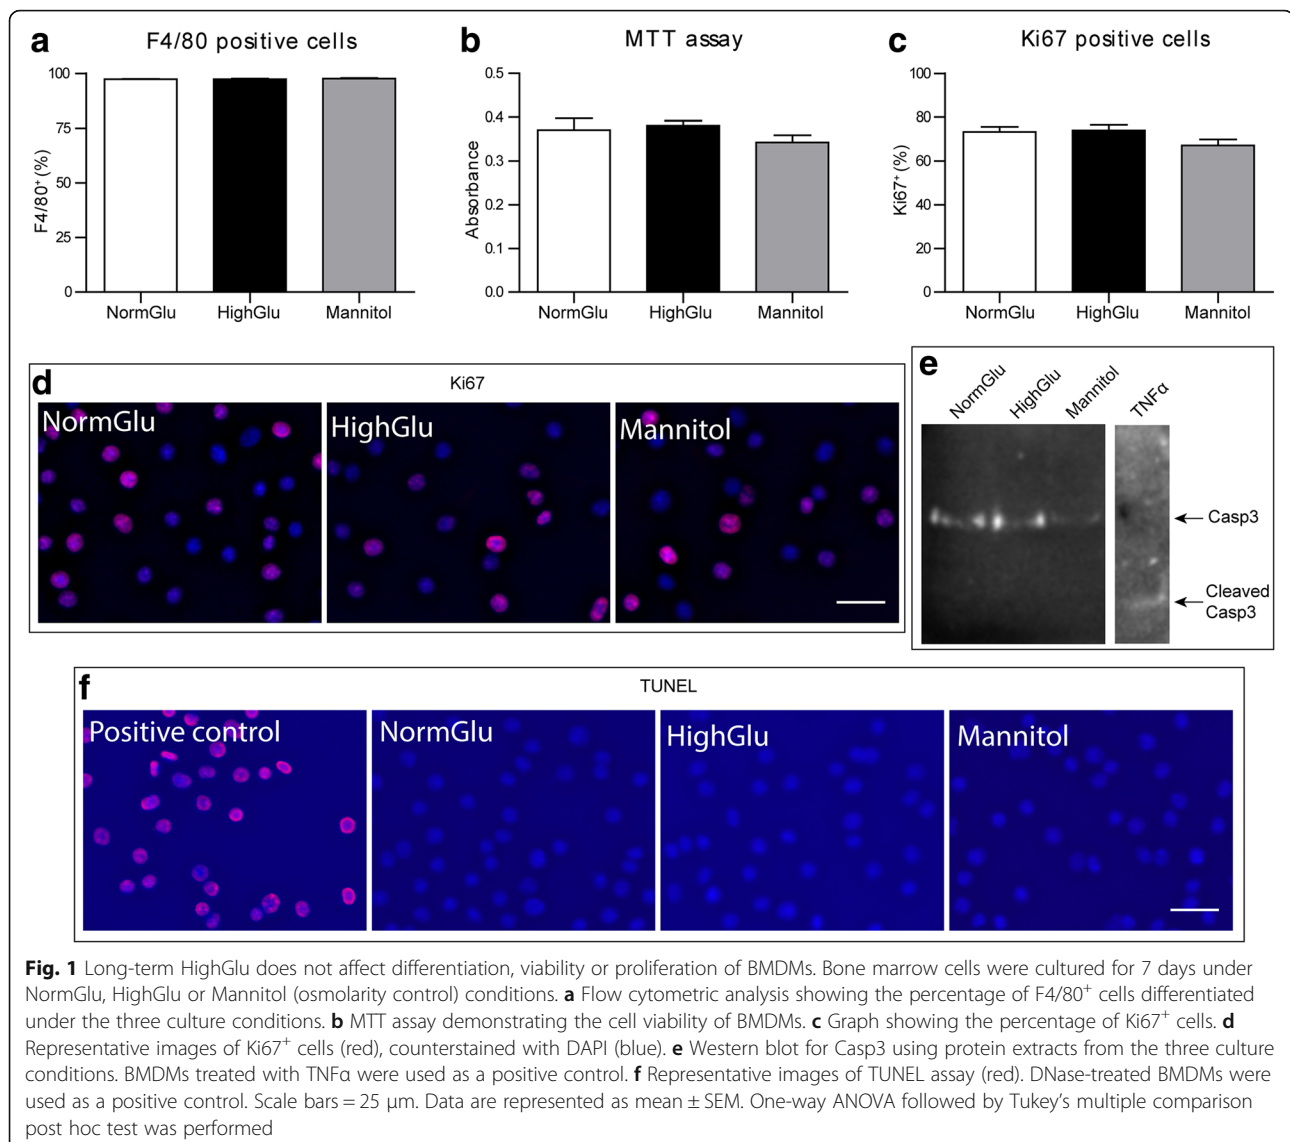 a
F4/80 positive cells
100
75
50
25
0
F4/80⁺ (%)
NormGlu
HighGlu
Mannitol
b
MTT assay
0.5
0.4
0.3
0.2
0.1
0.0
Absorbance
NormGlu
HighGlu
Mannitol
c
Ki67 positive cells
100
80
60
40
20
0
Ki67⁺ (%)
NormGlu
HighGlu
Mannitol
d
Ki67
NormGlu
HighGlu
Mannitol
e
NormGlu
HighGlu
Mannitol
TNFα
Casp3
Cleaved
Casp3
f
TUNEL
Positive control
NormGlu
HighGlu
Mannitol
Fig. 1 Long-term HighGlu does not affect differentiation, viability or proliferation of BMDMs. Bone marrow cells were cultured for 7 days under
NormGlu, HighGlu or Mannitol (osmolarity control) conditions. a Flow cytometric analysis showing the percentage of F4/80⁺ cells differentiated
under the three culture conditions. b MTT assay demonstrating the cell viability of BMDMs. c Graph showing the percentage of Ki67⁺ cells. d
Representative images of Ki67⁺ cells (red), counterstained with DAPI (blue). e Western blot for Casp3 using protein extracts from the three culture
conditions. BMDMs treated with TNFα were used as a positive control. f Representative images of TUNEL assay (red). DNase-treated BMDMs were
used as a positive control. Scale bars = 25 μm. Data are represented as mean ± SEM. One-way ANOVA followed by Tukey's multiple comparison
post hoc test was performed